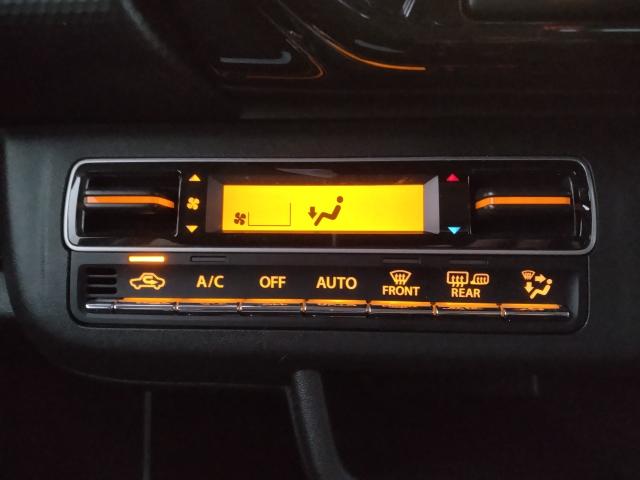 A/C OFF AUTO FRONT REAR